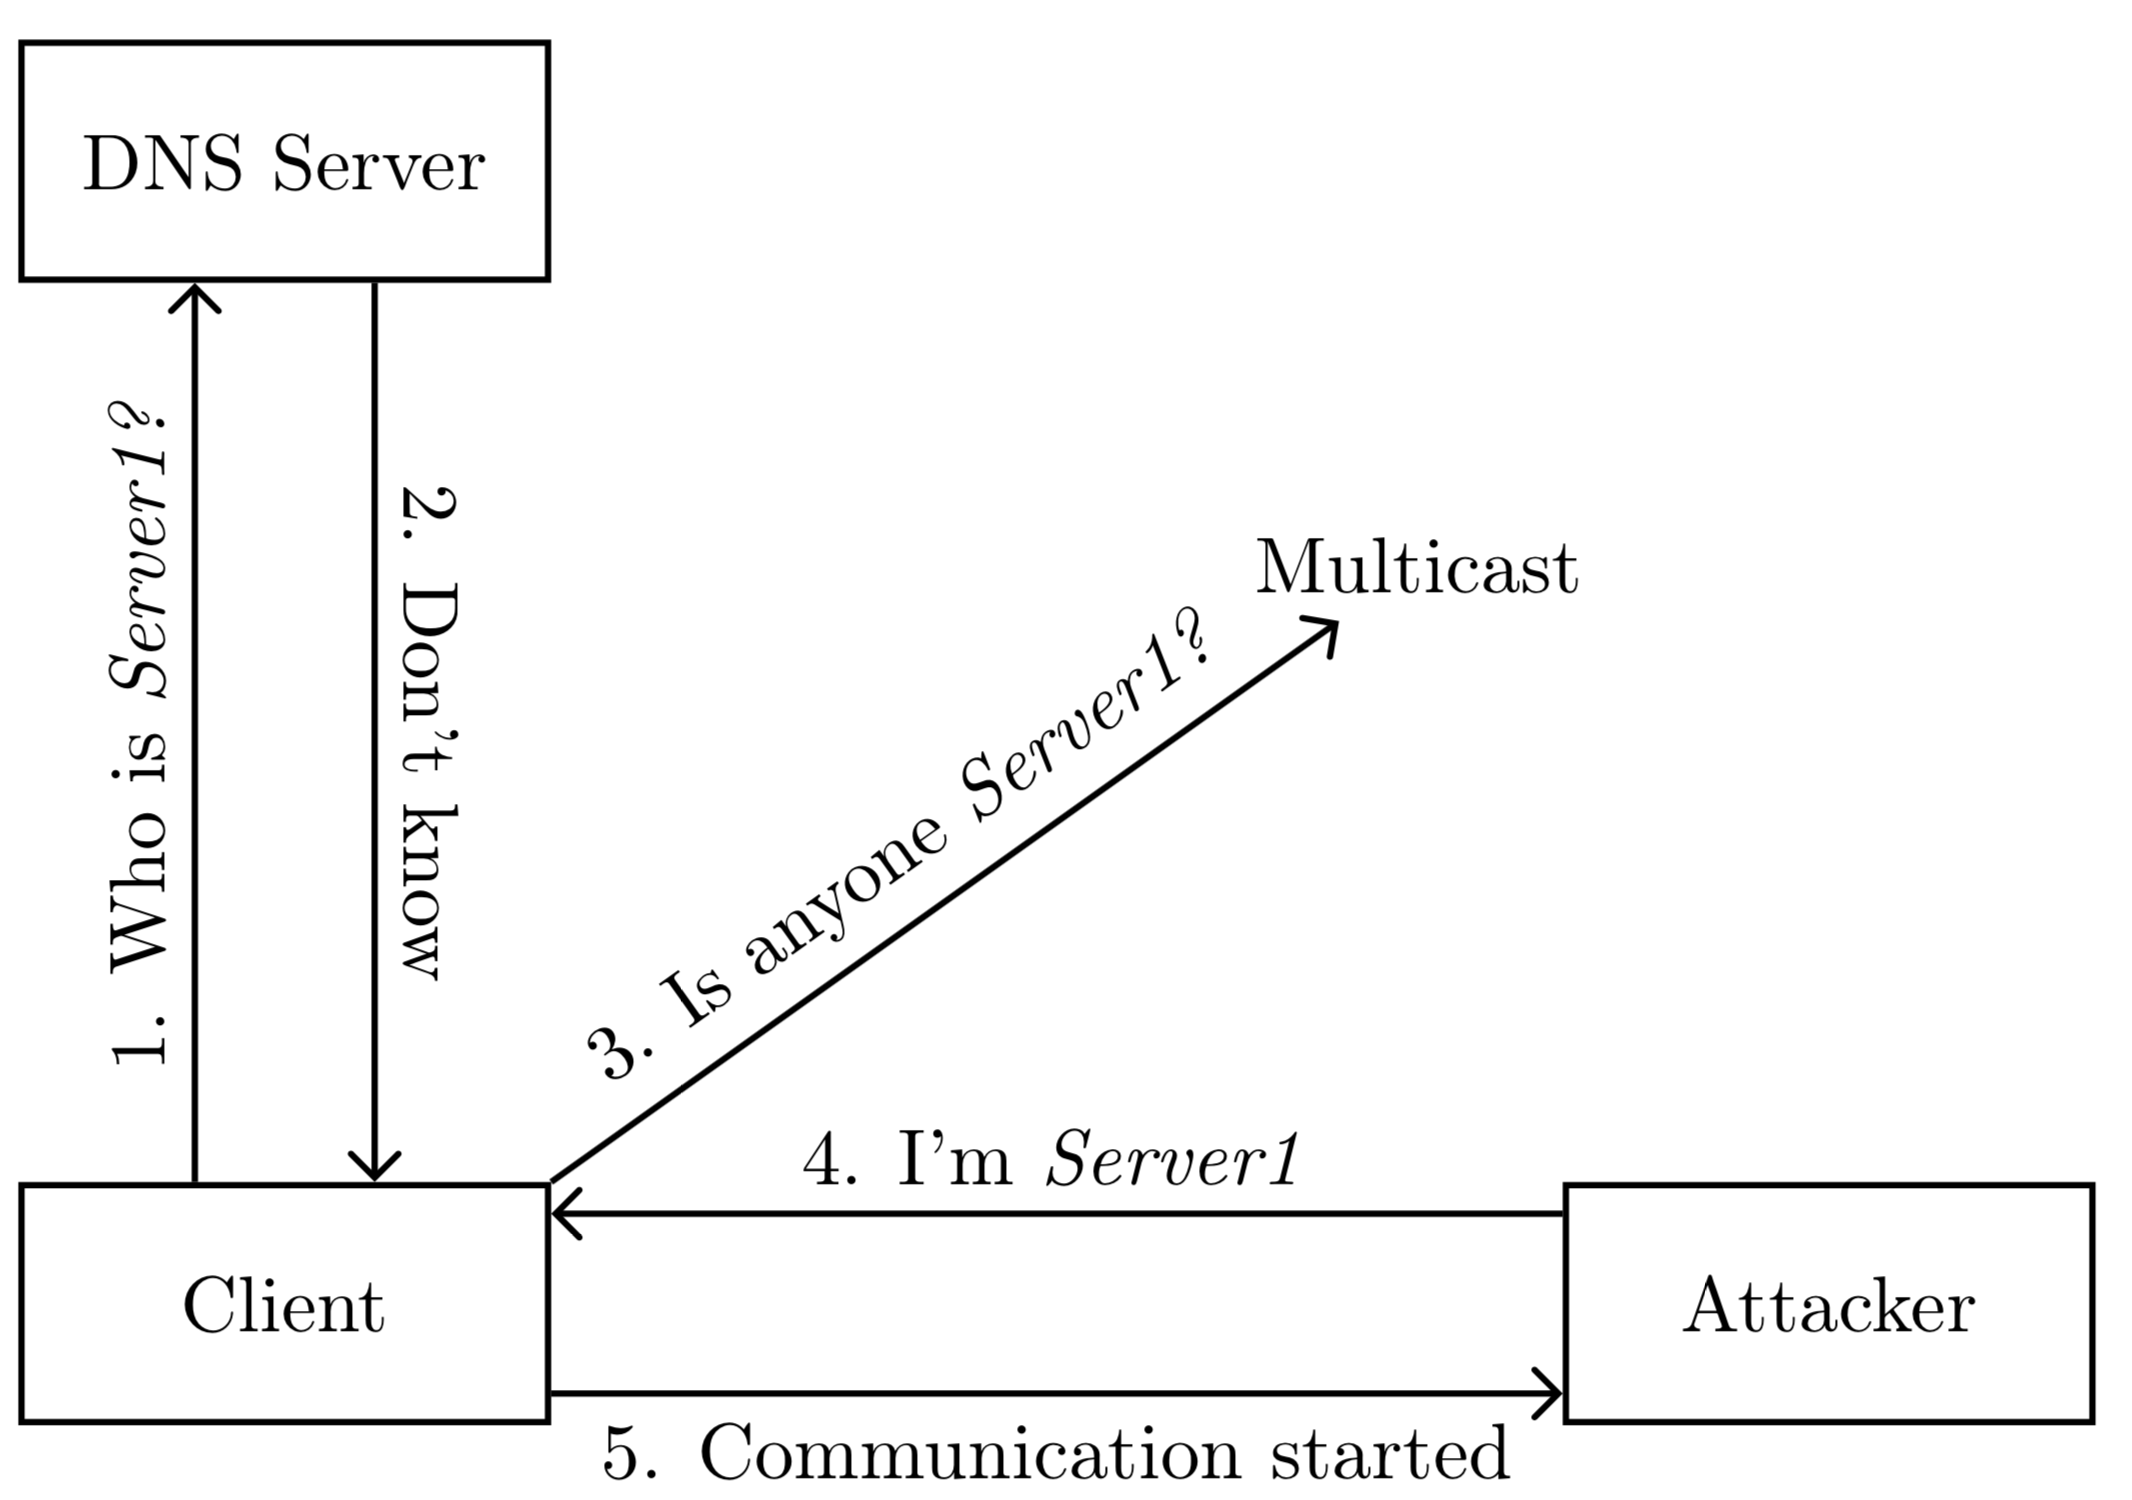 DNS Server
1. Who is Server1?
2. Don't know
Multicast
3. Is anyone Server1?
4. I'm Server1
Client
Attacker
5. Communication started